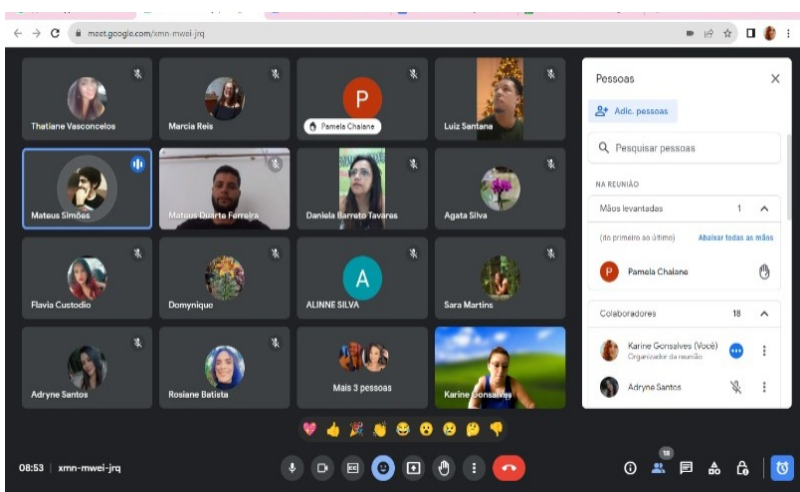 meet.google.com/xmn-mwei-jrq
Thatiane Vasconcelos
Marcia Reis
P
Pamela Chaiane
Luiz Santana
Mateus Simões
Mateus Duarte Ferreira
Daniela Barreto Tavares
Agata Silva
Flavia Custodio
Domynique
A
ALINNE SILVA
Sara Martins
Adryne Santos
Rosiane Batista
Mais 3 pessoas
Karine Gonsalves
Pessoas
Adic. pessoas
Pesquisar pessoas
NA REUNIÃO
Mãos levantadas 1
(do primeiro ao último) Abaixar todas as mãos
P Pamela Chaiane
Colaboradores 18
Karine Gonsalves (Você)
Organizador da reunião
Adryne Santos
08:53 | xmn-mwei-jrq
CC
18